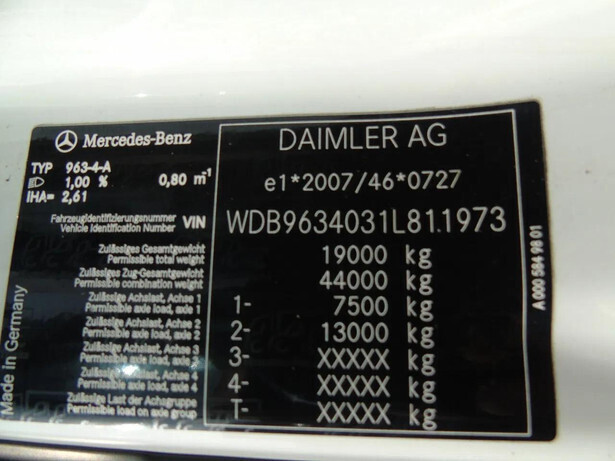 Mercedes-Benz
DAIMLER AG
TYP 963-4-A
1,00 % 0,80 m⁻¹
IHA= 2,61
e1*2007/46*0727
Fahrzeugidentifizierungsnummer
Vehicle Identification Number
VIN WDB9634031L811973
Zulässiges Gesamtgewicht
Permissible total weight
19000 kg
Zulässiges Zug-Gesamtgewicht
Permissible combination weight
44000 kg
Zulässige Achslast, Achse 1
Permissible axle load, axle 1
1- 7500 kg
Zulässige Achslast, Achse 2
Permissible axle load, axle 2
2- 13000 kg
Zulässige Achslast, Achse 3
Permissible axle load, axle 3
3- XXXXX kg
Zulässige Achslast, Achse 4
Permissible axle load, axle 4
4- XXXXX kg
Zulässige Last der Achsgruppe
Permissible load on axle group
T- XXXXX kg
Made in Germany
A 000 584 98 01